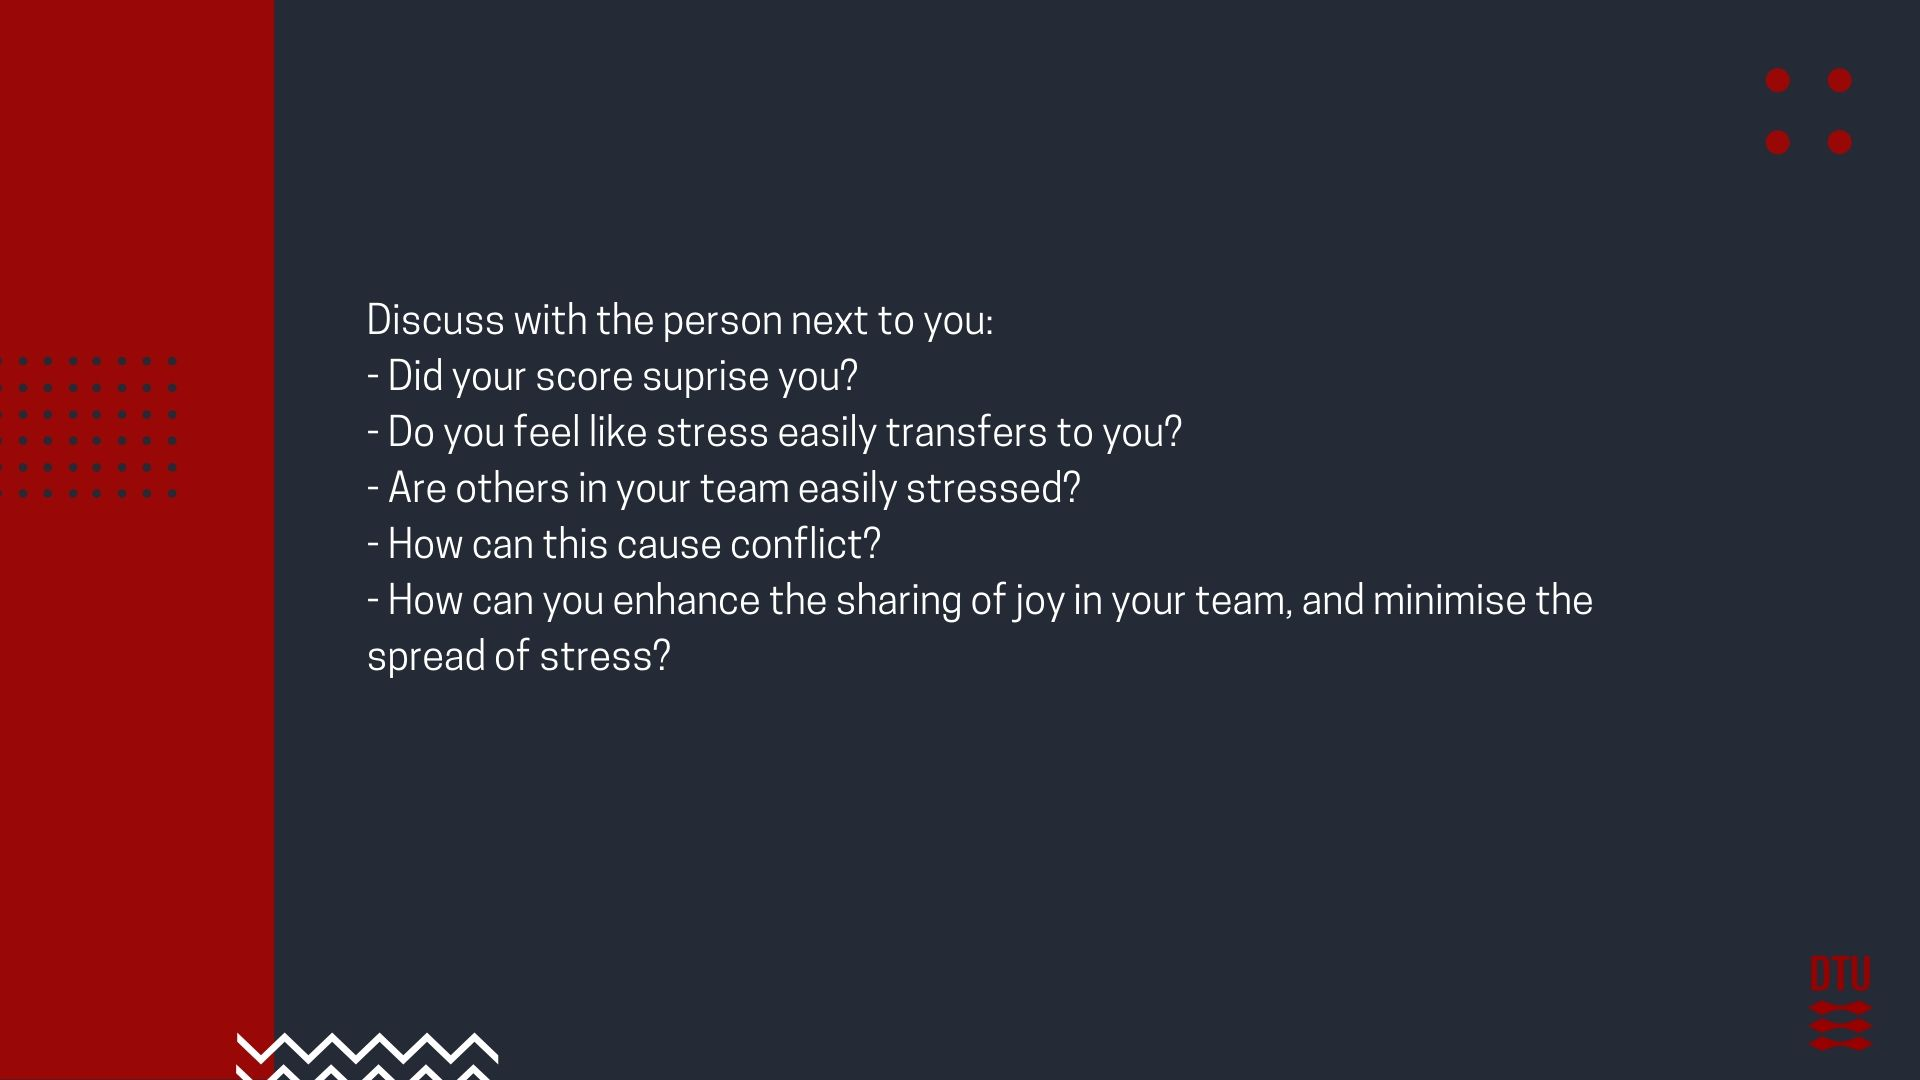 Discuss with the person next to you:
- Did your score suprise you?
- Do you feel like stress easily transfers to you?
- Are others in your team easily stressed?
- How can this cause conflict?
- How can you enhance the sharing of joy in your team, and minimise the
spread of stress?
DTU